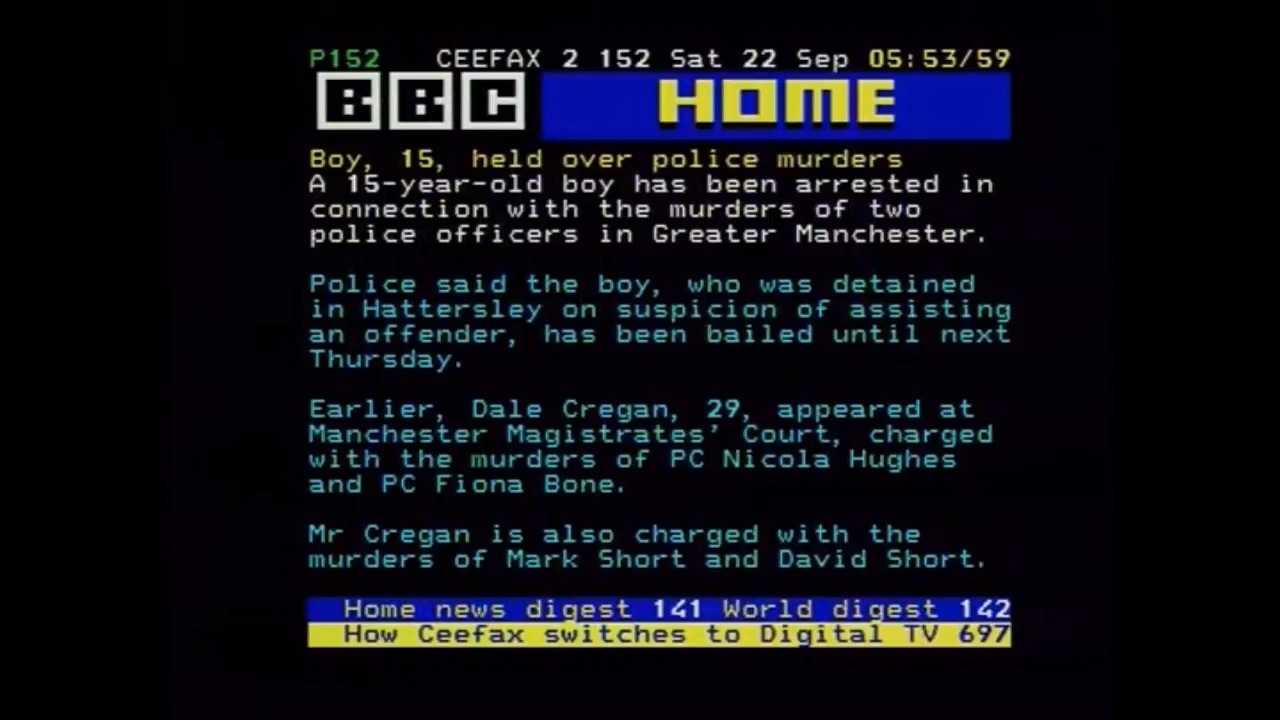 P152 CEEFAX 2 152 Sat 22 Sep 05:53/59
BBC HOME
Boy, 15, held over police murders
A 15-year-old boy has been arrested in
connection with the murders of two
police officers in Greater Manchester.
Police said the boy, who was detained
in Hattersley on suspicion of assisting
an offender, has been bailed until next
Thursday.
Earlier, Dale Cregan, 29, appeared at
Manchester Magistrates' Court, charged
with the murders of PC Nicola Hughes
and PC Fiona Bone.
Mr Cregan is also charged with the
murders of Mark Short and David Short.
Home news digest 141 World digest 142
How Ceefax switches to Digital TV 697